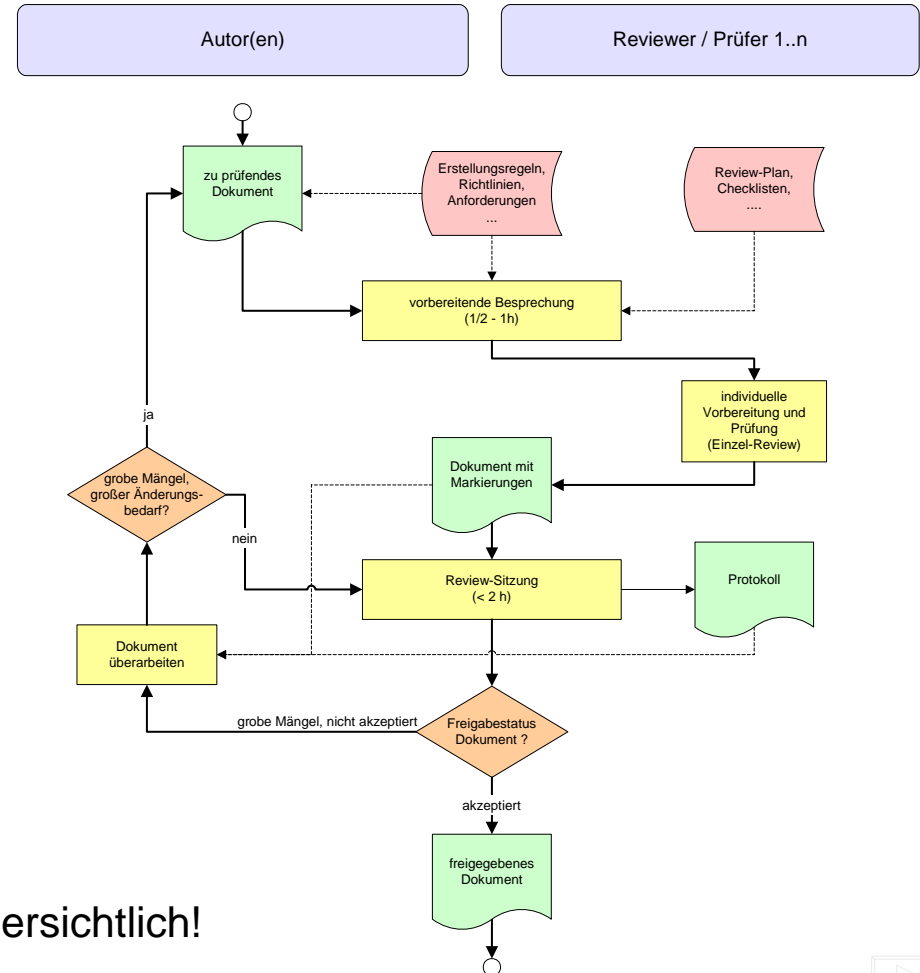 Autor(en)
Reviewer / Prüfer 1..n
zu prüfendes
Dokument
Erstellungsregeln,
Richtlinien,
Anforderungen
...
Review-Plan,
Checklisten,
....
vorbereitende Besprechung
(1/2 - 1h)
individuelle
Vorbereitung und
Prüfung
(Einzel-Review)
ja
grobe Mängel,
großer Änderungs-
bedarf?
nein
Dokument mit
Markierungen
Review-Sitzung
(< 2 h)
Protokoll
Dokument
überarbeiten
grobe Mängel, nicht akzeptiert
Freigabestatus
Dokument ?
akzeptiert
freigegebenes
Dokument
ersichtlich!